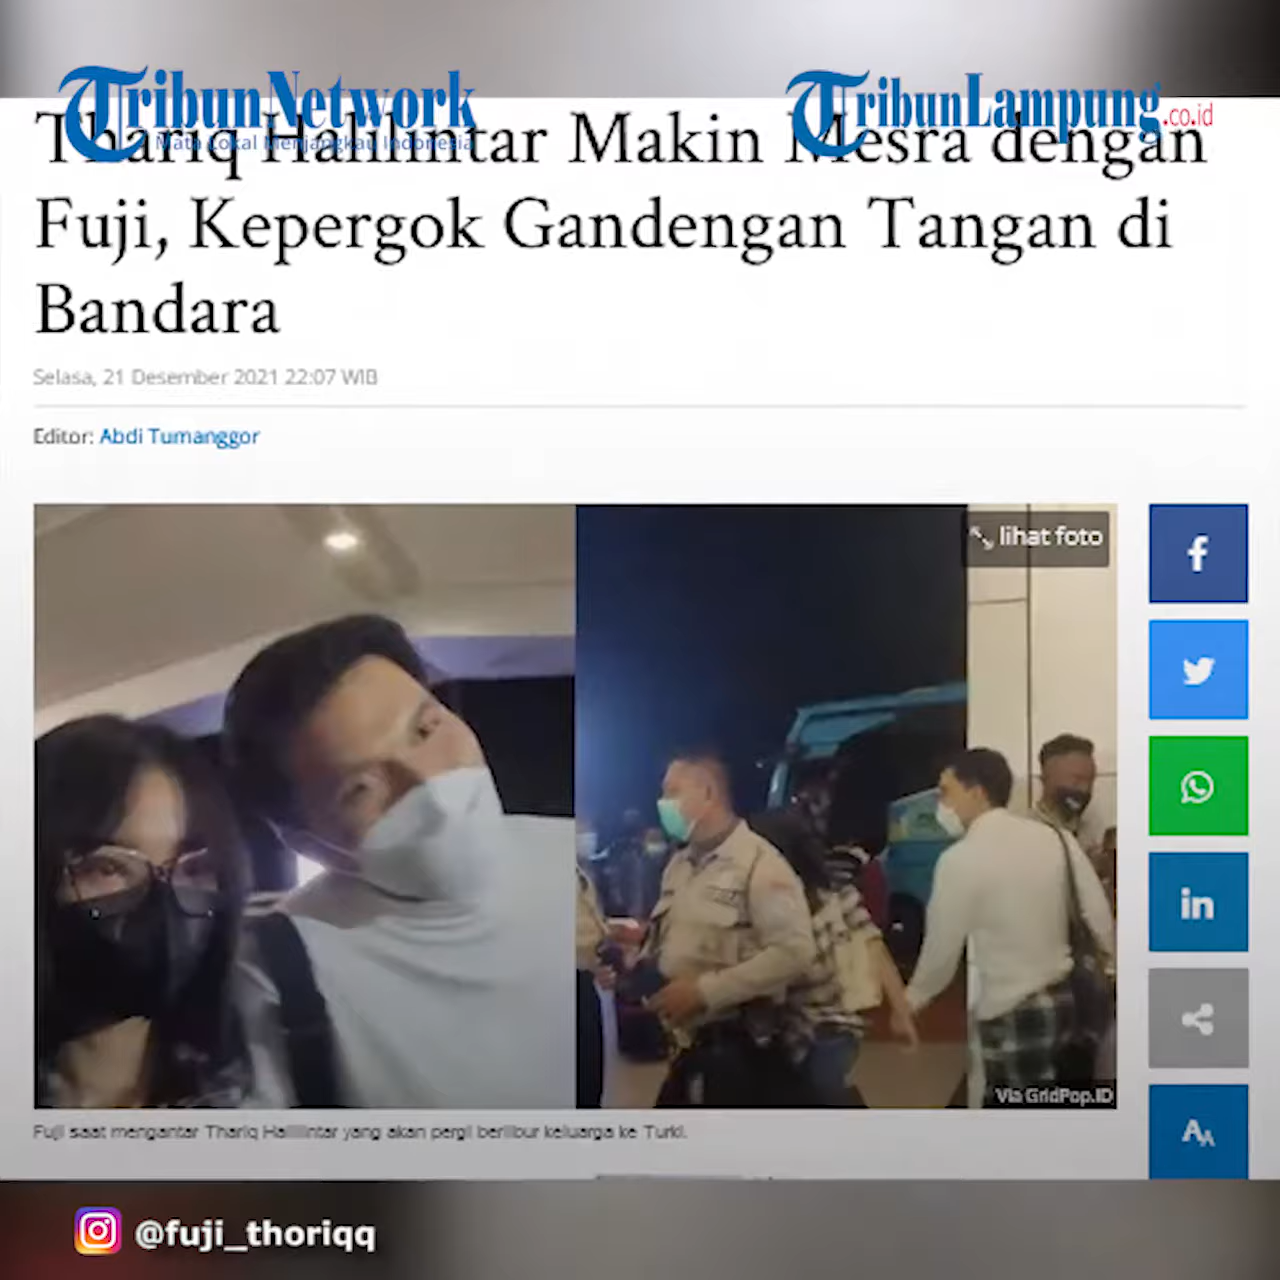 TribunNetwork
Mata Lokal Menjangkau Indonesia
TribunLampung.co.id
Thariq Halilintar Makin Mesra dengan
Fuji, Kepergok Gandengan Tangan di
Bandara
Selasa, 21 Desember 2021 22:07 WIB
Editor: Abdi Tumanggor
lihat foto
Via GridPop.ID
Fuji saat mengantar Thariq Halilintar yang akan pergi berlibur keluarga ke Turki.
@fuji_thoriqq